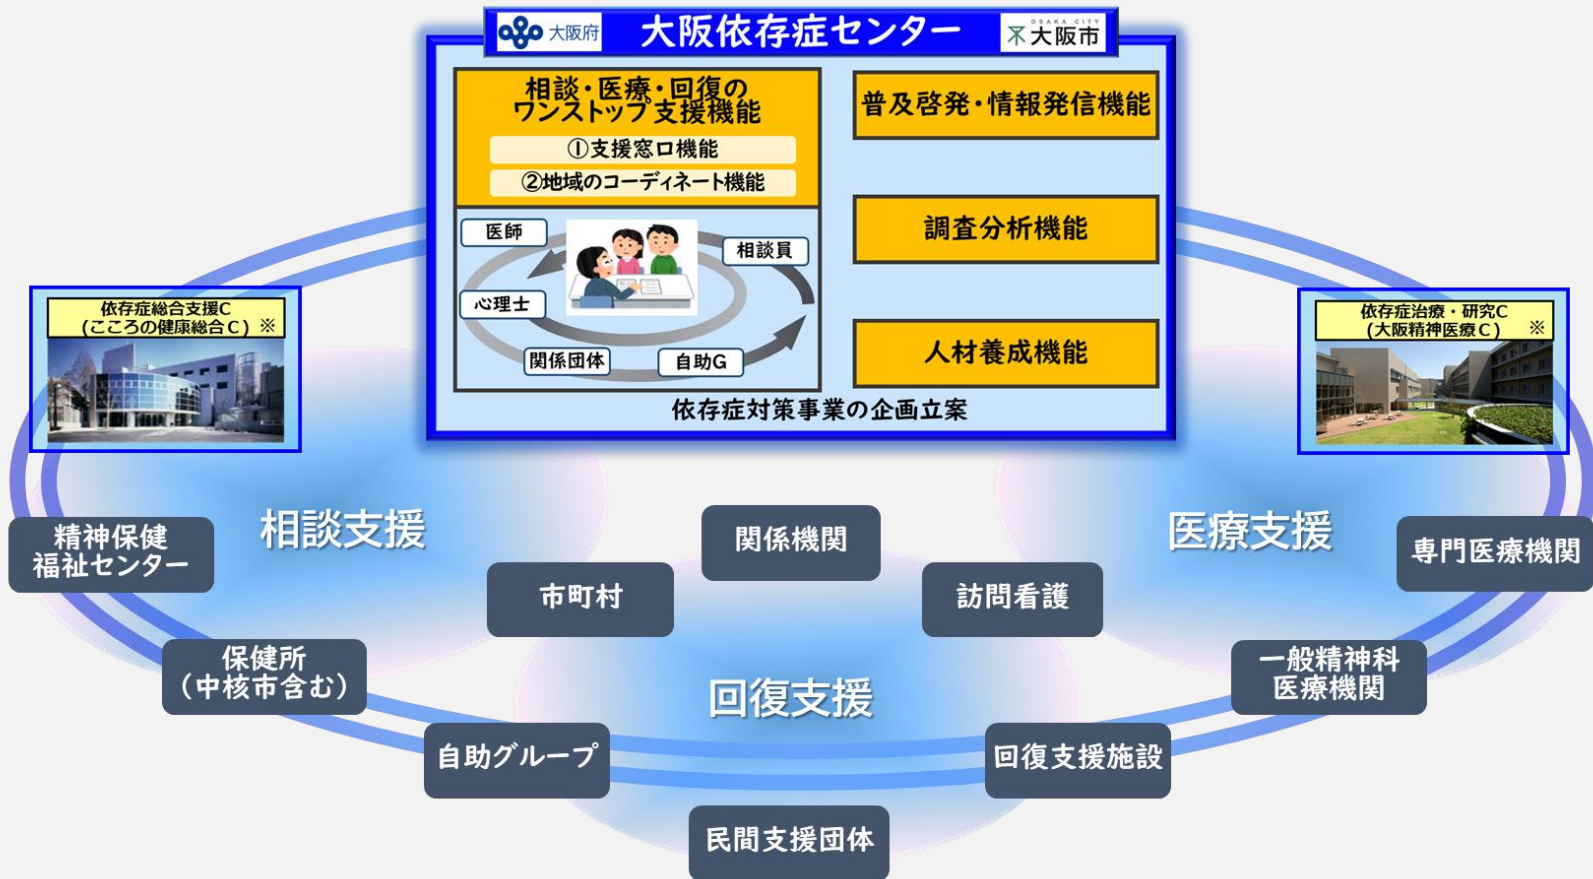 大阪府
大阪依存症センター
OSAKA CITY
大阪市
相談・医療・回復の
ワンストップ支援機能
①支援窓口機能
②地域のコーディネート機能
医師
相談員
心理士
関係団体
自助G
普及啓発・情報発信機能
調査分析機能
人材養成機能
依存症対策事業の企画立案
依存症総合支援C
(こころの健康総合C) ※
依存症治療・研究C
(大阪精神医療C) ※
相談支援
医療支援
回復支援
精神保健
福祉センター
保健所
(中核市含む)
市町村
関係機関
訪問看護
専門医療機関
一般精神科
医療機関
自助グループ
回復支援施設
民間支援団体